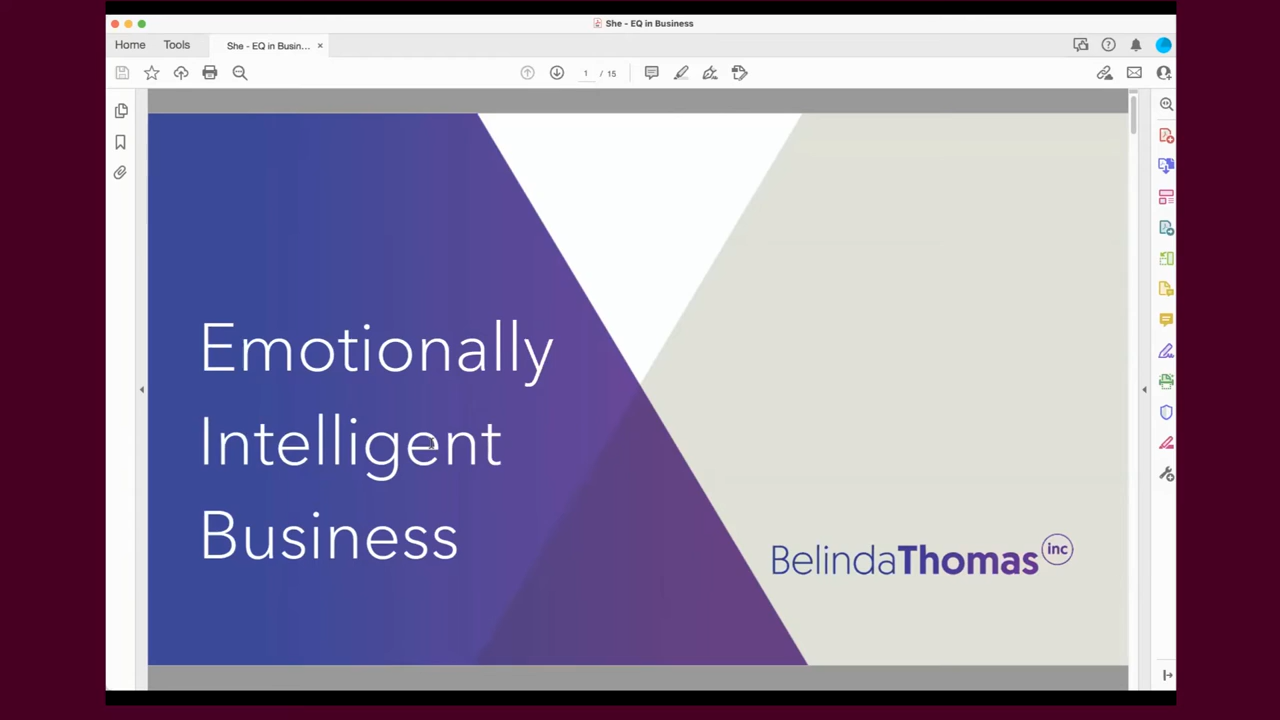 She - EQ in Business
Home
Tools
She - EQ in Busin...
1 / 15
Emotionally
Intelligent
Business
BelindaThomas inc